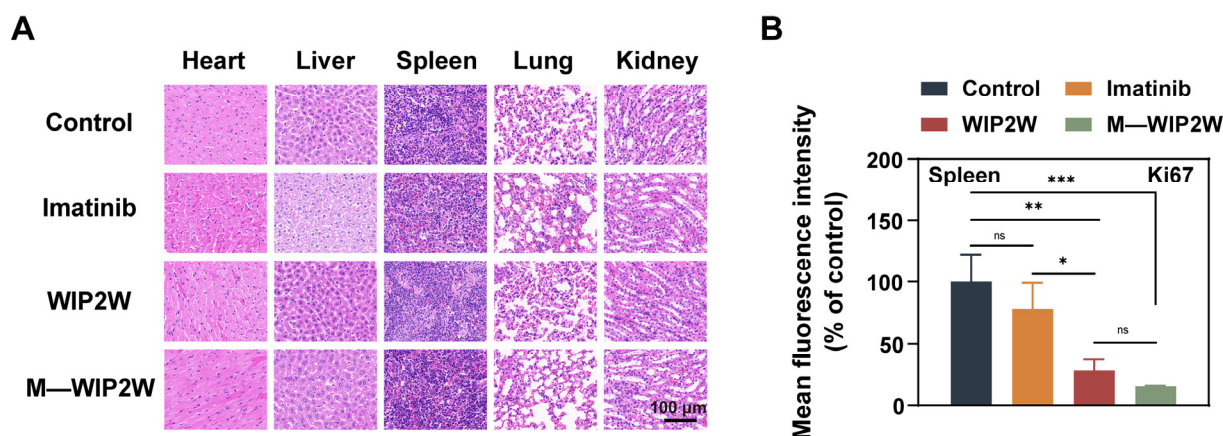 A
Heart Liver Spleen Lung Kidney
Control
Imatinib
WIP2W
M—WIP2W
100 μm
B
Control Imatinib
WIP2W M—WIP2W
Mean fluorescence intensity
(% of control)
200
150
100
50
0
Spleen Ki67
***
**
ns
*
ns